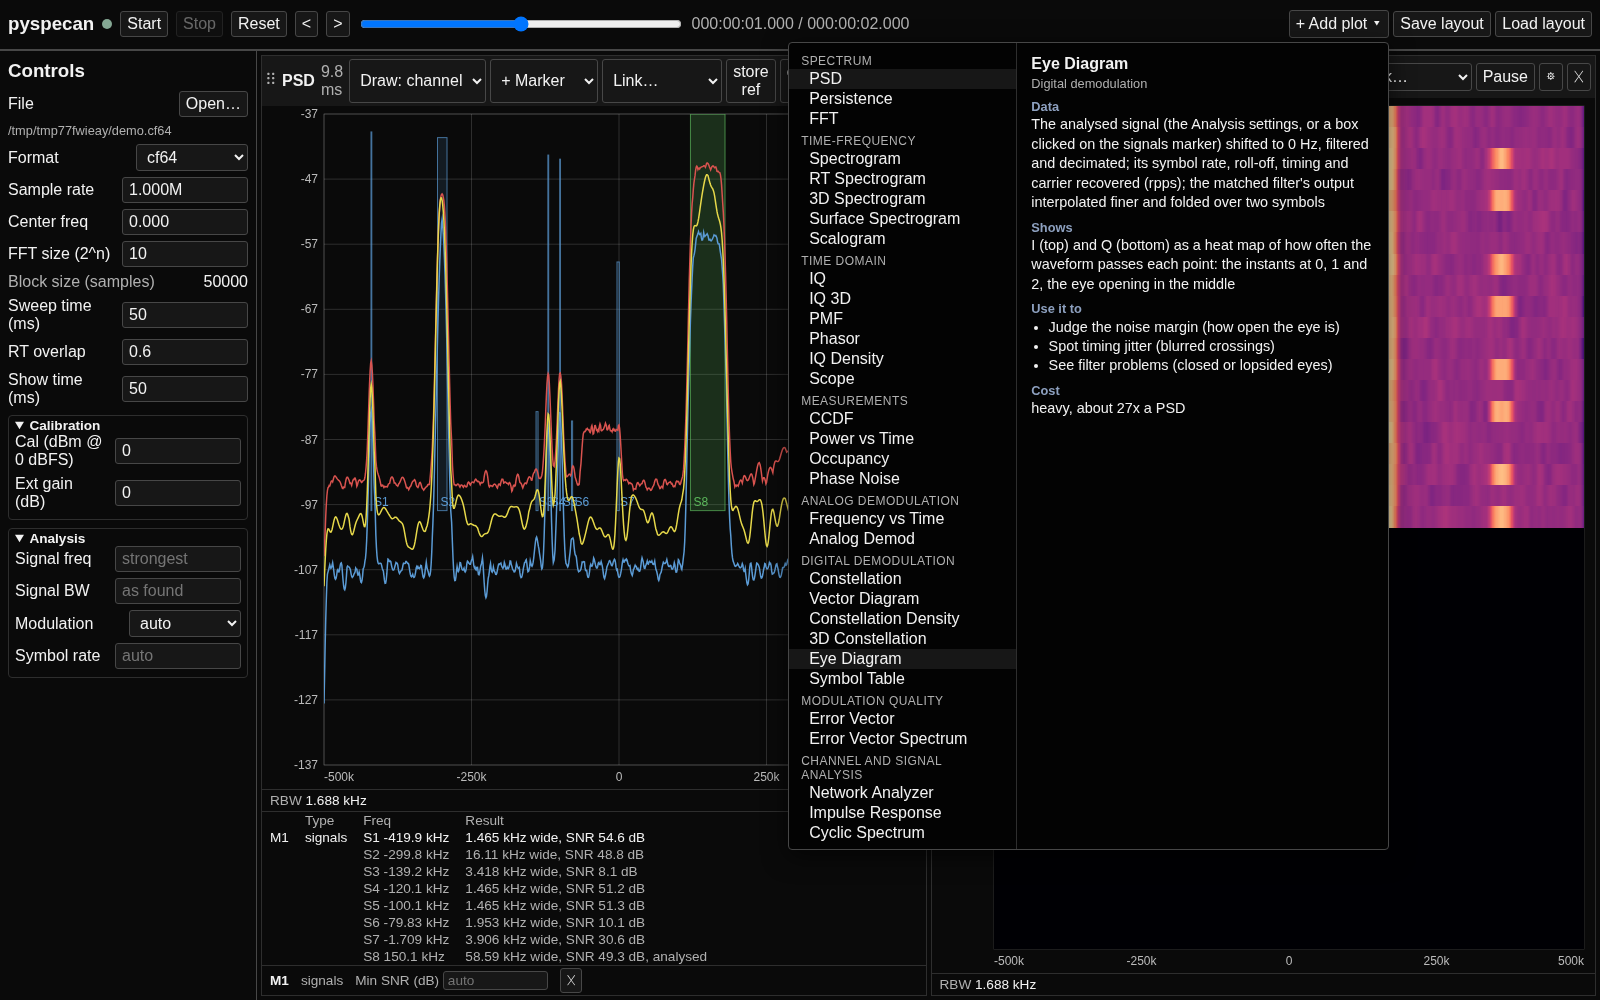 pyspecan Start Stop Reset < > 000:00:01.000 / 000:00:02.000 + Add plot ▾ Save layout Load layout
Controls
File Open…
/tmp/tmp77fwieay/demo.cf64
Format cf64
Sample rate 1.000M
Center freq 0.000
FFT size (2^n) 10
Block size (samples) 50000
Sweep time (ms) 50
RT overlap 0.6
Show time (ms) 50
▼ Calibration
Cal (dBm @ 0 dBFS) 0
Ext gain (dB) 0
▼ Analysis
Signal freq strongest
Signal BW as found
Modulation auto
Symbol rate auto
PSD 9.8 ms Draw: channel + Marker Link… store ref
-37
-47
-57
-67
-77
-87
-97
-107
-117
-127
-137
S1 S6 S8
-500k -250k 0 250k
RBW 1.688 kHz
Type Freq Result
M1 signals S1 -419.9 kHz 1.465 kHz wide, SNR 54.6 dB
S2 -299.8 kHz 16.11 kHz wide, SNR 48.8 dB
S3 -139.2 kHz 3.418 kHz wide, SNR 8.1 dB
S4 -120.1 kHz 1.465 kHz wide, SNR 51.2 dB
S5 -100.1 kHz 1.465 kHz wide, SNR 51.3 dB
S6 -79.83 kHz 1.953 kHz wide, SNR 10.1 dB
S7 -1.709 kHz 3.906 kHz wide, SNR 30.6 dB
S8 150.1 kHz 58.59 kHz wide, SNR 49.3 dB, analysed
M1 signals Min SNR (dB) auto X
SPECTRUM
PSD
Persistence
FFT
TIME-FREQUENCY
Spectrogram
RT Spectrogram
3D Spectrogram
Surface Spectrogram
Scalogram
TIME DOMAIN
IQ
IQ 3D
PMF
Phasor
IQ Density
Scope
MEASUREMENTS
CCDF
Power vs Time
Occupancy
Phase Noise
ANALOG DEMODULATION
Frequency vs Time
Analog Demod
DIGITAL DEMODULATION
Constellation
Vector Diagram
Constellation Density
3D Constellation
Eye Diagram
Symbol Table
MODULATION QUALITY
Error Vector
Error Vector Spectrum
CHANNEL AND SIGNAL
ANALYSIS
Network Analyzer
Impulse Response
Cyclic Spectrum
Eye Diagram
Digital demodulation
Data
The analysed signal (the Analysis settings, or a box
clicked on the signals marker) shifted to 0 Hz, filtered
and decimated; its symbol rate, roll-off, timing and
carrier recovered (rpps); the matched filter's output
interpolated finer and folded over two symbols
Shows
I (top) and Q (bottom) as a heat map of how often the
waveform passes each point: the instants at 0, 1 and
2, the eye opening in the middle
Use it to
• Judge the noise margin (how open the eye is)
• Spot timing jitter (blurred crossings)
• See filter problems (closed or lopsided eyes)
Cost
heavy, about 27x a PSD
Pause X
-500k -250k 0 250k 500k
RBW 1.688 kHz